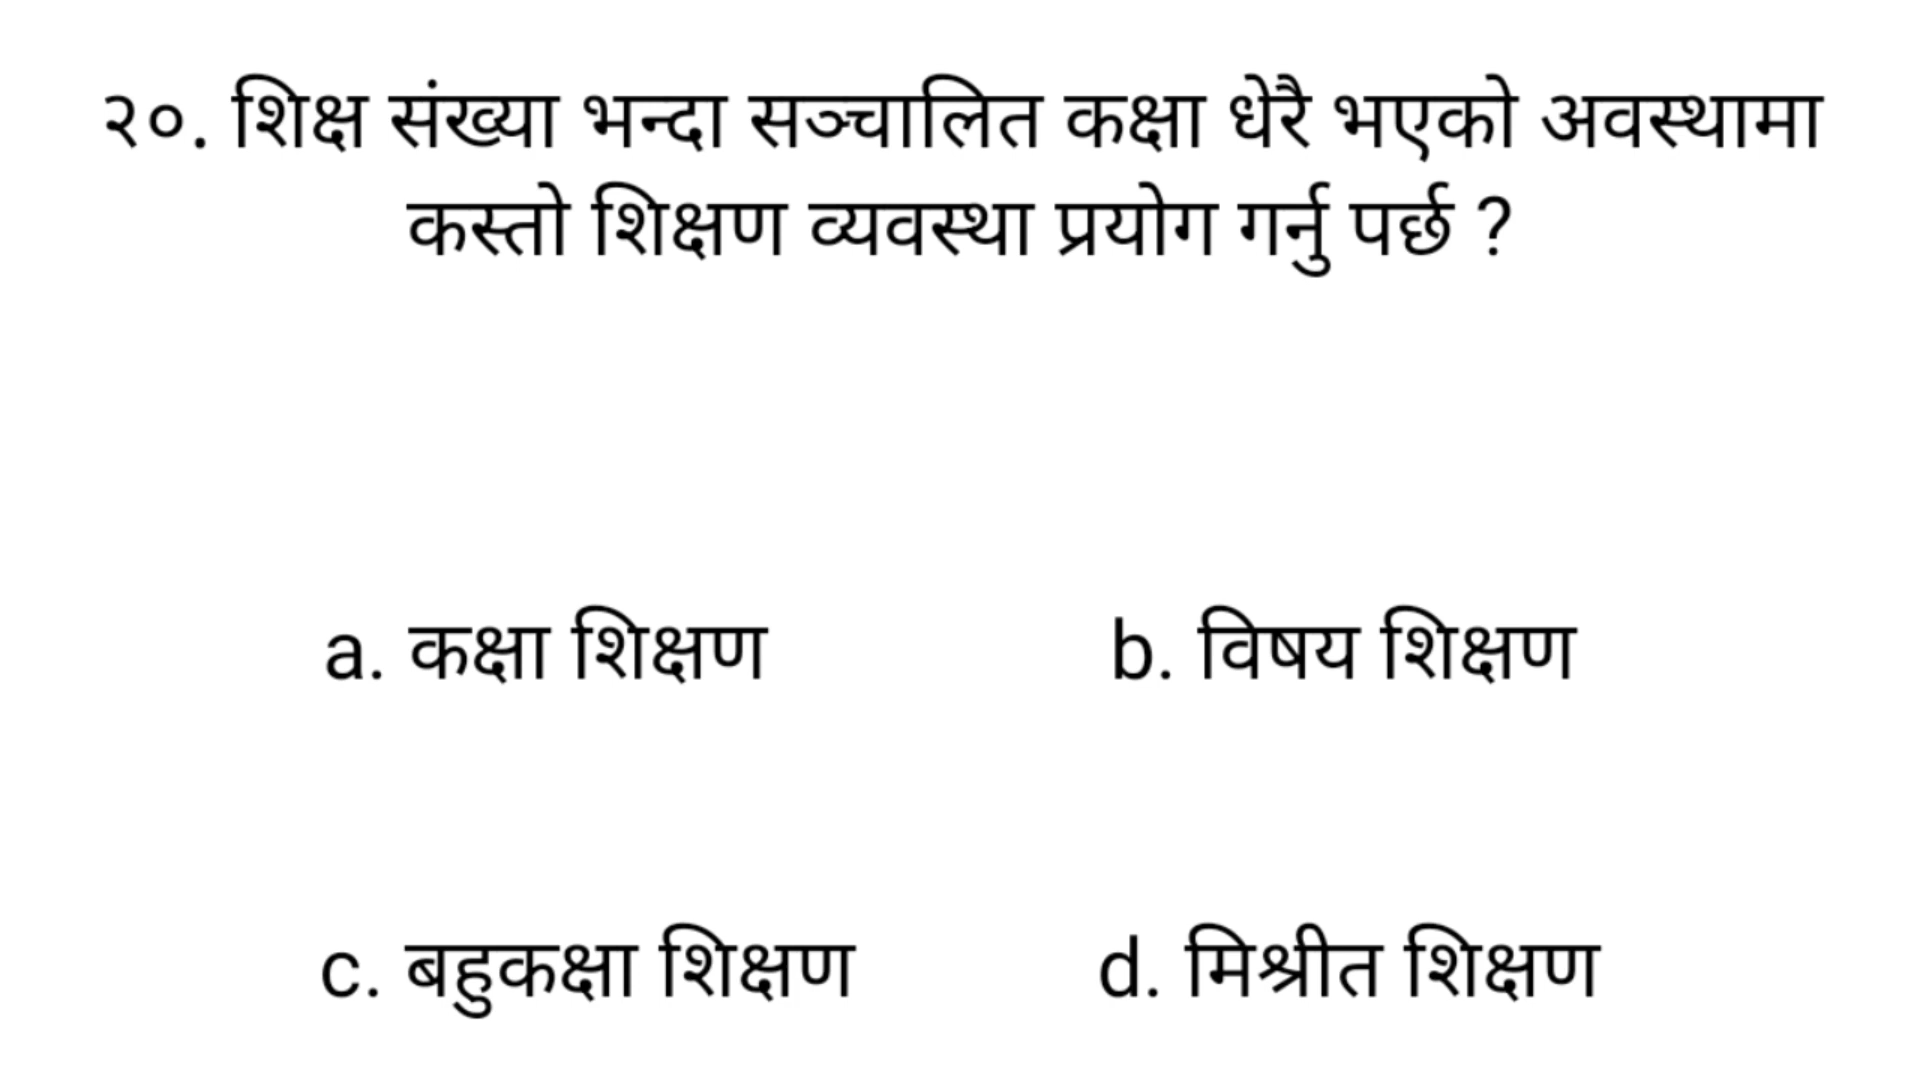 २०. शिक्ष संख्या भन्दा सञ्चालित कक्षा धेरै भएको अवस्थामा
कस्तो शिक्षण व्यवस्था प्रयोग गर्नु पर्छ ?
a. कक्षा शिक्षण
b. विषय शिक्षण
c. बहुकक्षा शिक्षण
d. मिश्रीत शिक्षण